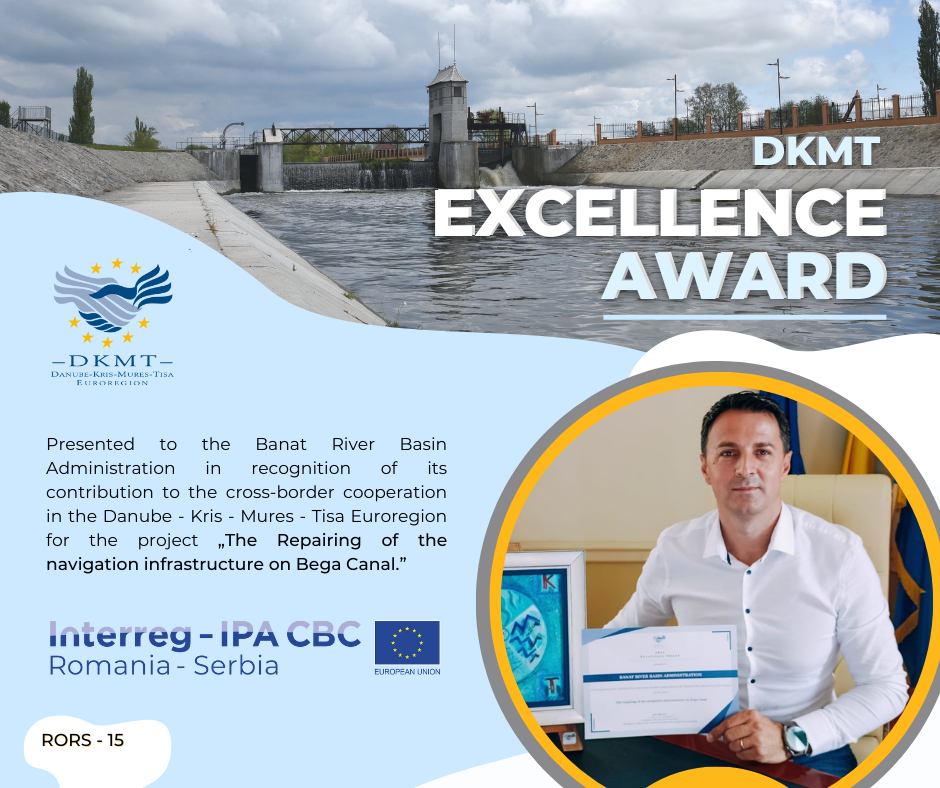 DKMT
EXCELLENCE
AWARD
–DKMT–
DANUBE-KRIS-MURES-TISA
EUROREGION
Presented to the Banat River Basin
Administration in recognition of its
contribution to the cross-border cooperation
in the Danube - Kris - Mures - Tisa Euroregion
for the project „The Repairing of the
navigation infrastructure on Bega Canal.”
Interreg - IPA CBC
Romania - Serbia
EUROPEAN UNION
RORS - 15
K
T
BANAT RIVER BASIN ADMINISTRATION